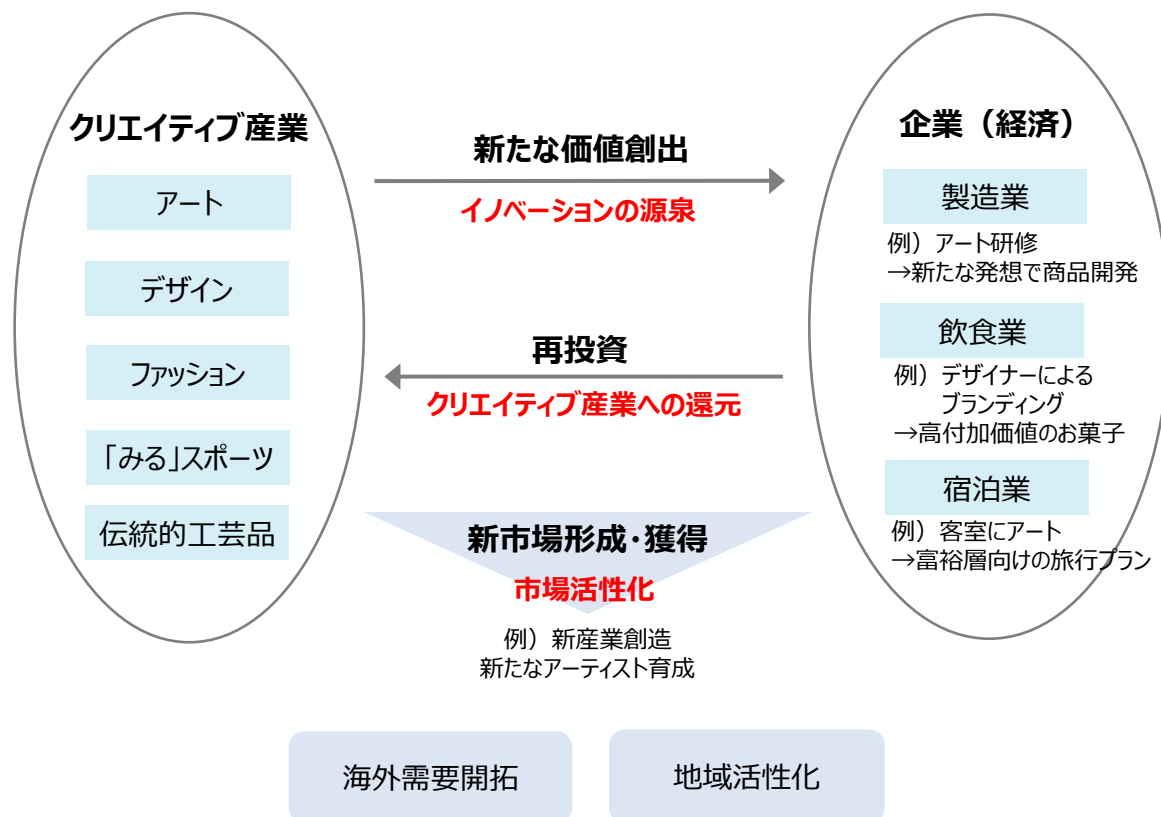 クリエイティブ産業
アート
デザイン
ファッション
「みる」スポーツ
伝統的工芸品
新たな価値創出
イノベーションの源泉
再投資
クリエイティブ産業への還元
新市場形成・獲得
市場活性化
例）新産業創造
新たなアーティスト育成
企業（経済）
製造業
例）アート研修
→新たな発想で商品開発
飲食業
例）デザイナーによる
ブランディング
→高付加価値のお菓子
宿泊業
例）客室にアート
→富裕層向けの旅行プラン
海外需要開拓
地域活性化